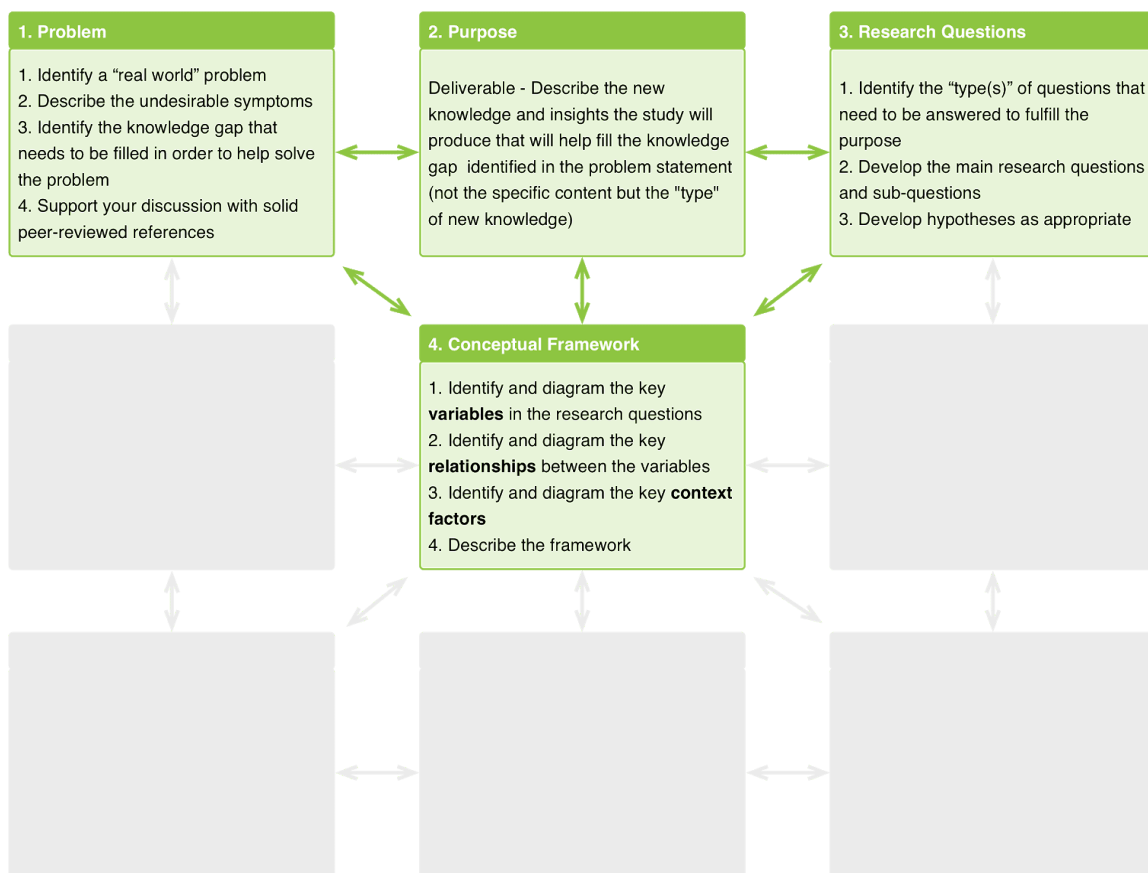 1. Problem
1. Identify a “real world” problem
2. Describe the undesirable symptoms
3. Identify the knowledge gap that
needs to be filled in order to help solve
the problem
4. Support your discussion with solid
peer-reviewed references
2. Purpose
Deliverable - Describe the new
knowledge and insights the study will
produce that will help fill the knowledge
gap  identified in the problem statement
(not the specific content but the "type"
of new knowledge)
3. Research Questions
1. Identify the “type(s)” of questions that
need to be answered to fulfill the
purpose
2. Develop the main research questions
and sub-questions
3. Develop hypotheses as appropriate
4. Conceptual Framework
1. Identify and diagram the key
variables in the research questions
2. Identify and diagram the key
relationships between the variables
3. Identify and diagram the key context
factors
4. Describe the framework